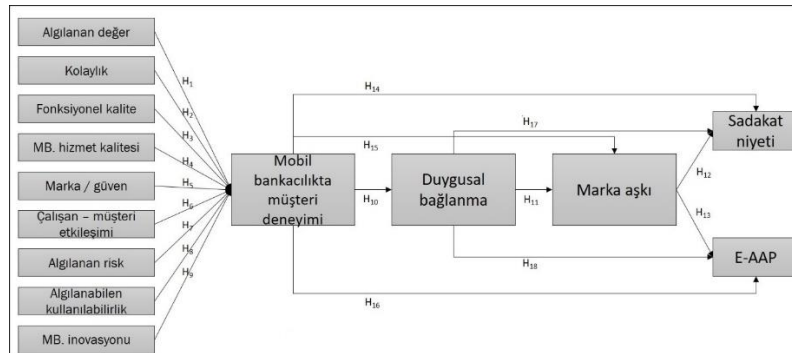 Algılanan değer
Kolaylık
Fonksiyonel kalite
MB. hizmet kalitesi
Marka / güven
Çalışan – müşteri
etkileşimi
Algılanan risk
Algılanabilen
kullanılabilirlik
MB. inovasyonu
H1
H2
H3
H4
H5
H6
H7
H8
H9
Mobil
bankacılıkta
müşteri
deneyimi
H10
Duygusal
bağlanma
H11
Marka aşkı
H14
H15
H17
H18
H16
H12
H13
Sadakat
niyeti
E-AAP